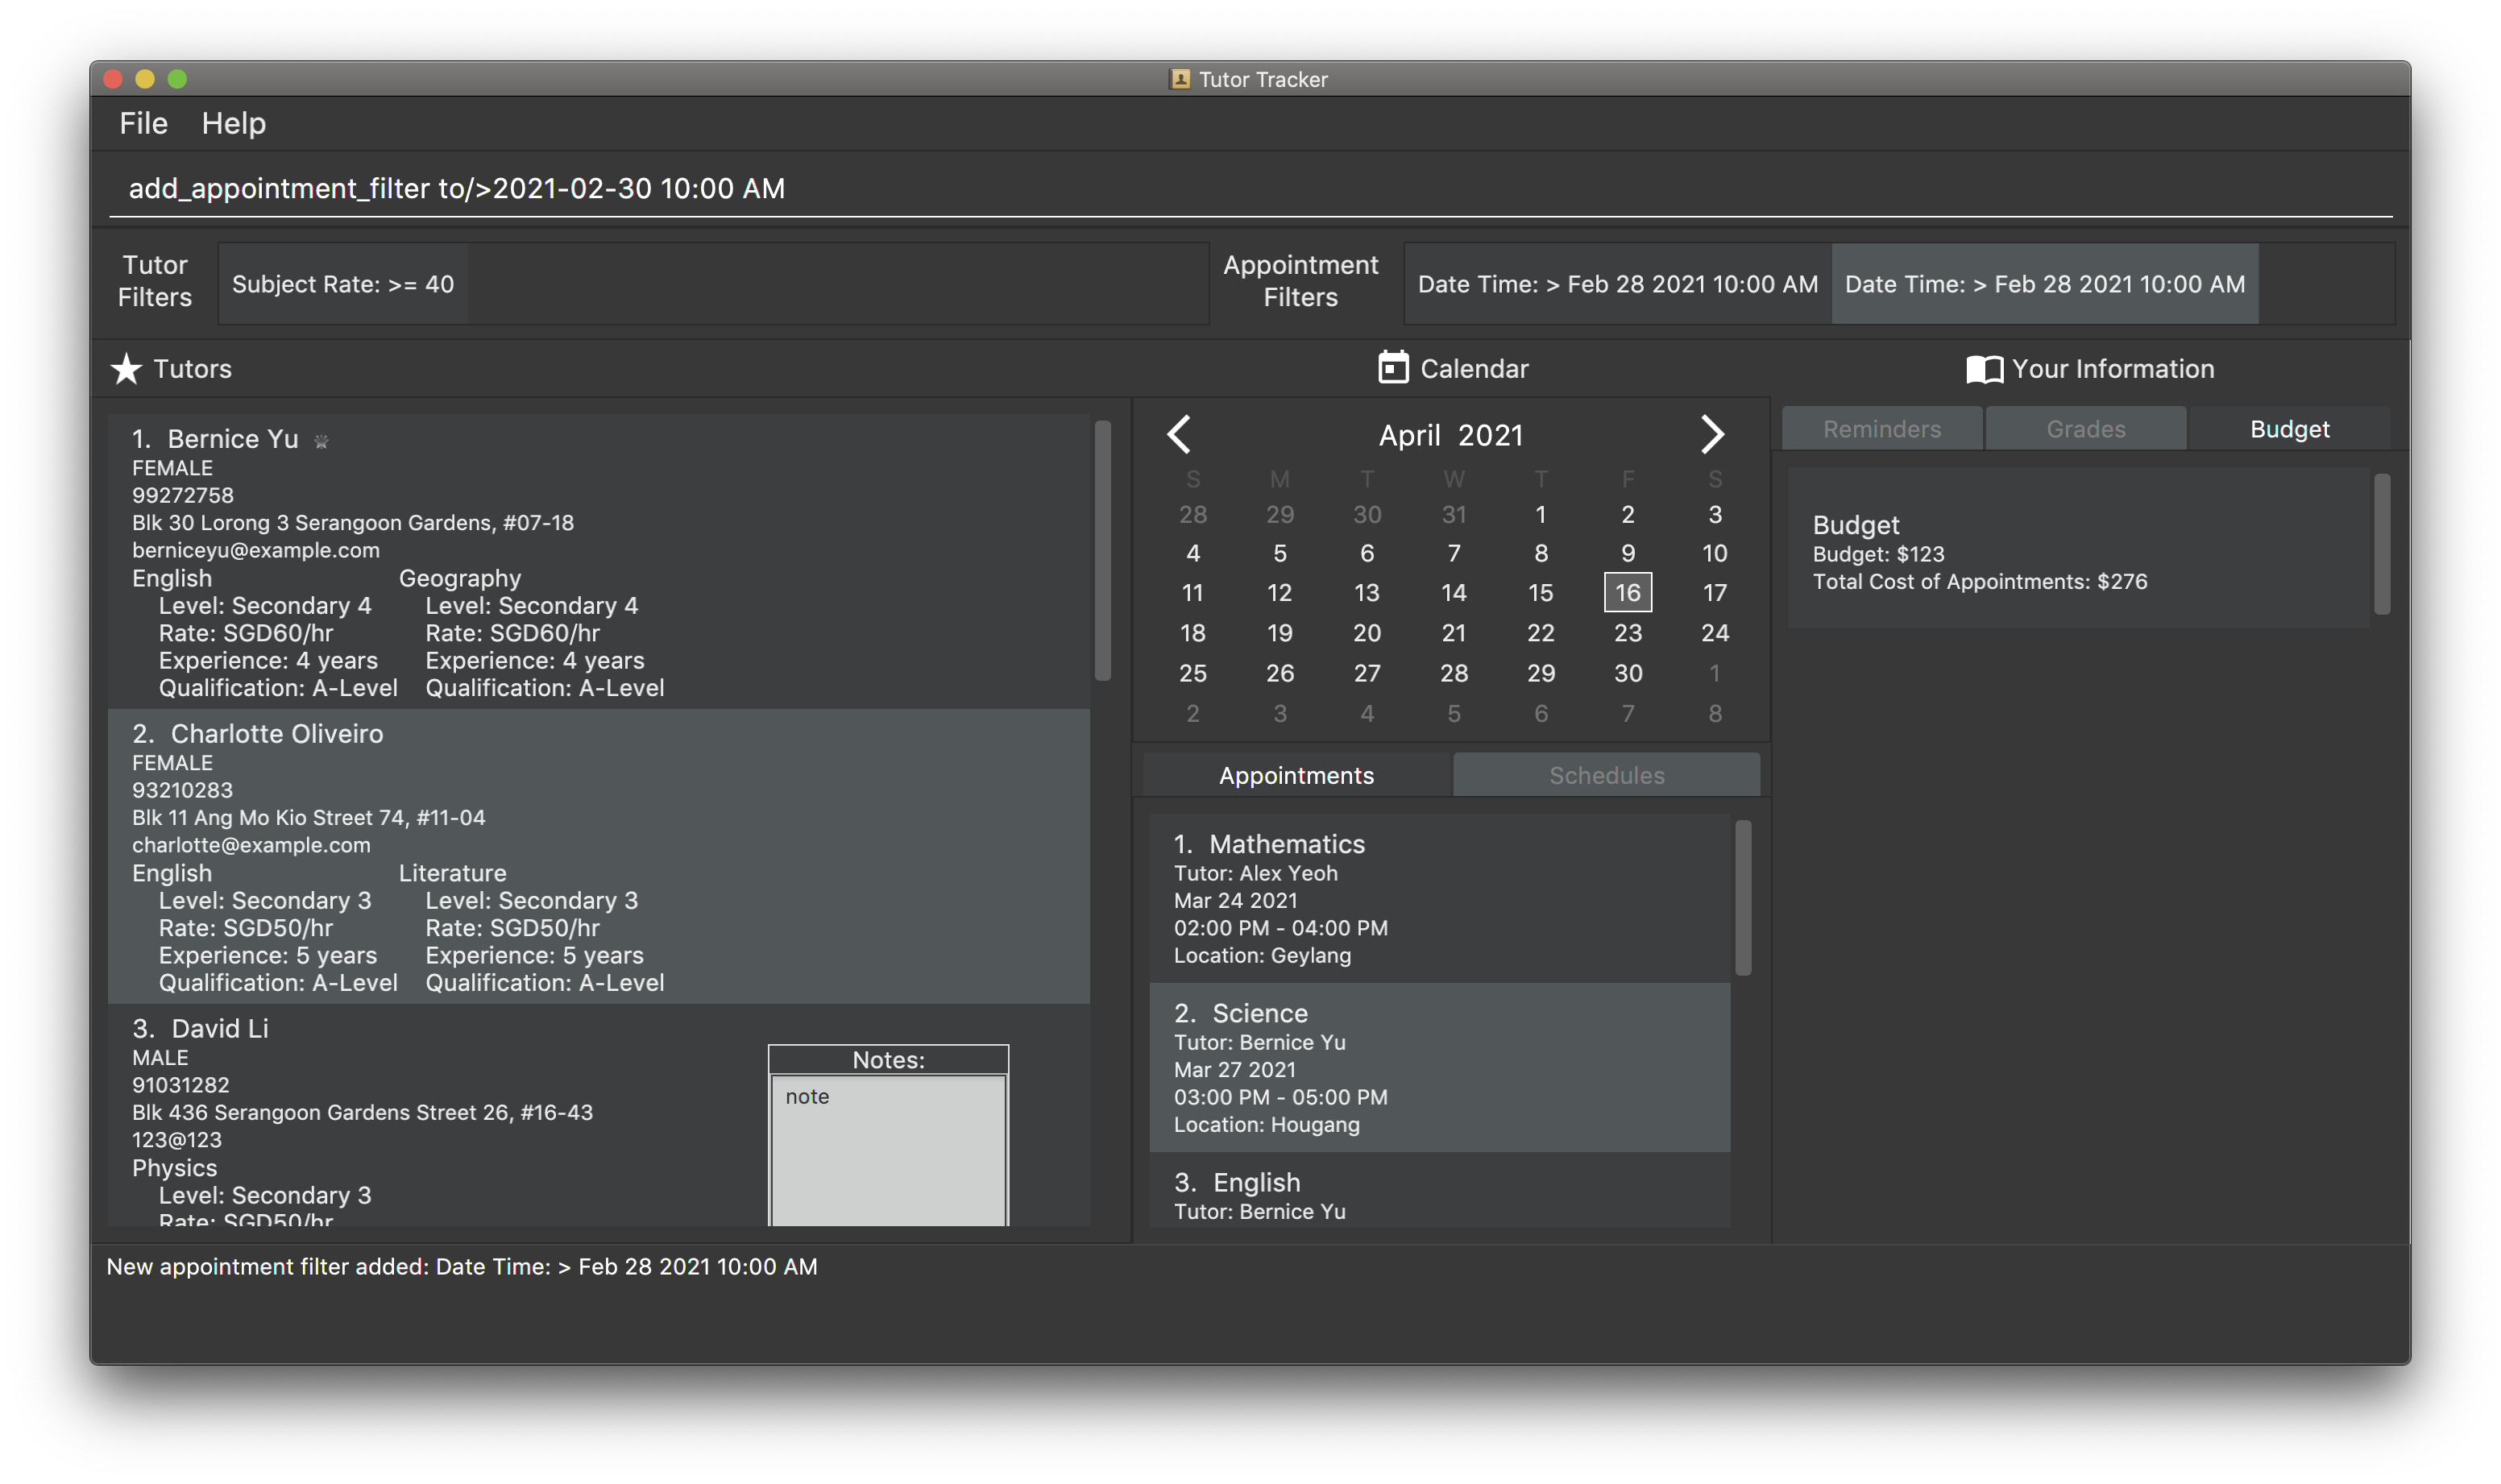 Tutor Tracker
File Help
add_appointment_filter to/>2021-02-30 10:00 AM
Tutor Filters
Subject Rate: >= 40
Appointment Filters
Date Time: > Feb 28 2021 10:00 AM
Date Time: > Feb 28 2021 10:00 AM
Tutors
1. Bernice Yu
FEMALE
99272758
Blk 30 Lorong 3 Serangoon Gardens, #07-18
berniceyu@example.com
English Geography
Level: Secondary 4 Level: Secondary 4
Rate: SGD60/hr Rate: SGD60/hr
Experience: 4 years Experience: 4 years
Qualification: A-Level Qualification: A-Level
2. Charlotte Oliveiro
FEMALE
93210283
Blk 11 Ang Mo Kio Street 74, #11-04
charlotte@example.com
English Literature
Level: Secondary 3 Level: Secondary 3
Rate: SGD50/hr Rate: SGD50/hr
Experience: 5 years Experience: 5 years
Qualification: A-Level Qualification: A-Level
3. David Li
MALE
91031282
Blk 436 Serangoon Gardens Street 26, #16-43
123@123
Physics
Level: Secondary 3
Rate: SGD50/hr
Notes:
note
Calendar
April 2021
S M T W T F S
28 29 30 31 1 2 3
4 5 6 7 8 9 10
11 12 13 14 15 16 17
18 19 20 21 22 23 24
25 26 27 28 29 30 1
2 3 4 5 6 7 8
Appointments Schedules
1. Mathematics
Tutor: Alex Yeoh
Mar 24 2021
02:00 PM - 04:00 PM
Location: Geylang
2. Science
Tutor: Bernice Yu
Mar 27 2021
03:00 PM - 05:00 PM
Location: Hougang
3. English
Tutor: Bernice Yu
Your Information
Reminders Grades Budget
Budget
Budget: $123
Total Cost of Appointments: $276
New appointment filter added: Date Time: > Feb 28 2021 10:00 AM